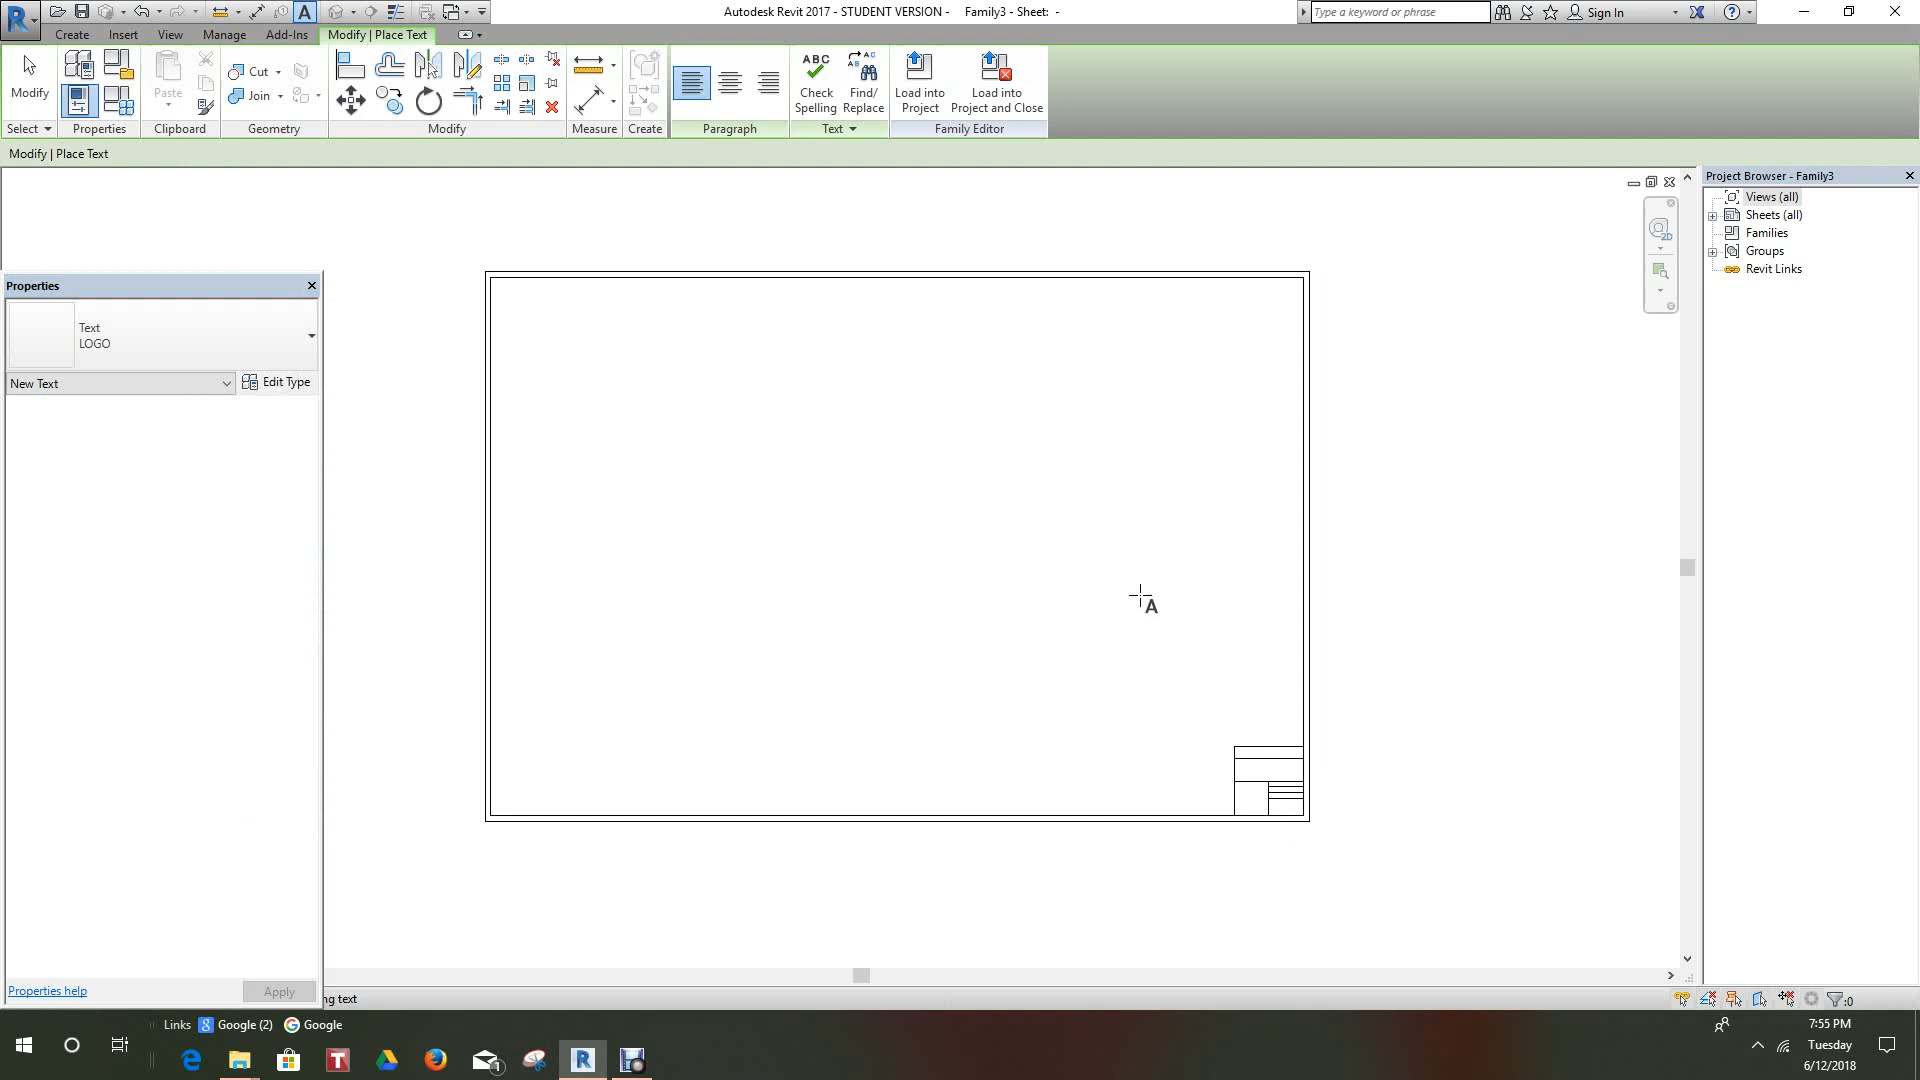 Autodesk Revit 2017 - STUDENT VERSION - Family3 - Sheet: -
Type a keyword or phrase
Sign In
Create Insert View Manage Add-Ins Modify | Place Text
Modify
Paste
Cut
Join
Check Spelling
Find/ Replace
Load into Project
Load into Project and Close
Select Properties Clipboard Geometry Modify Measure Create Paragraph Text Family Editor
Modify | Place Text
Project Browser - Family3
Views (all)
Sheets (all)
Families
Groups
Revit Links
Properties
Text
LOGO
New Text
Edit Type
A
Properties help
Apply
ng text
:0
Links Google (2) Google
7:55 PM
Tuesday
6/12/2018